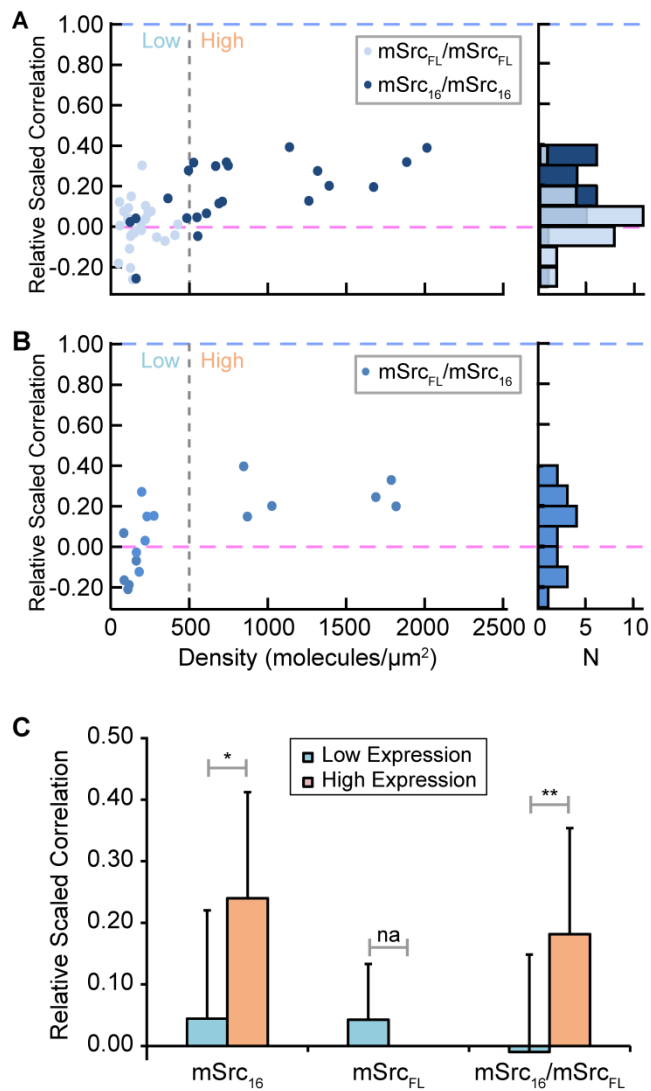 A
1.00
0.80
0.60
0.40
0.20
0.00
-0.20
Relative Scaled Correlation
Low High
mSrcFL/mSrcFL
mSrc16/mSrc16
B
1.00
0.80
0.60
0.40
0.20
0.00
-0.20
Relative Scaled Correlation
Low High
mSrcFL/mSrc16
0 500 1000 1500 2000 2500
Density (molecules/µm²)
0 5 10
N
C
0.50
0.40
0.30
0.20
0.10
0.00
Relative Scaled Correlation
Low Expression
High Expression
*
na
**
mSrc16 mSrcFL mSrc16/mSrcFL